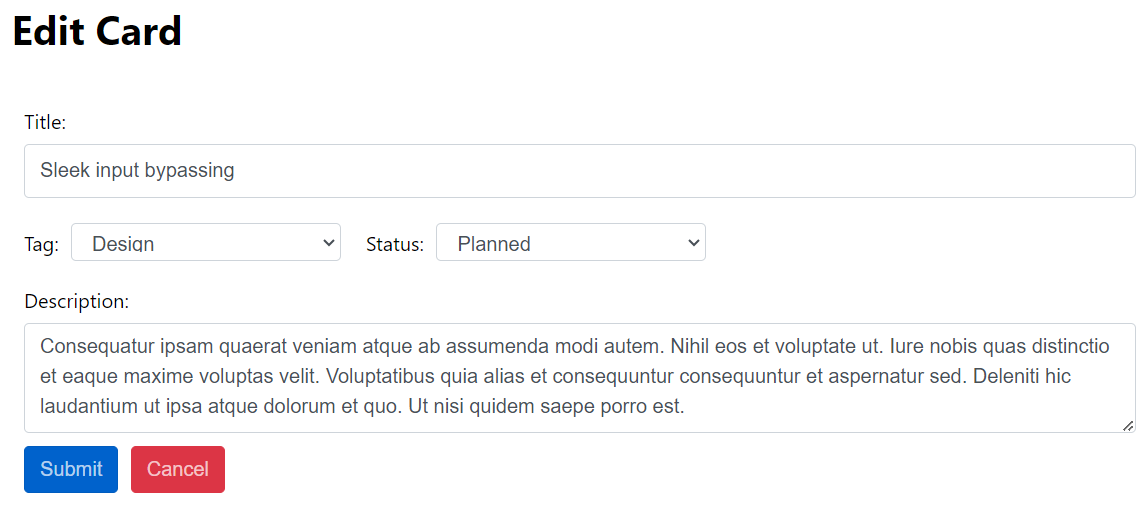 Edit Card
Title:
Sleek input bypassing
Tag: Design Status: Planned
Description:
Consequatur ipsam quaerat veniam atque ab assumenda modi autem. Nihil eos et voluptate ut. Iure nobis quas distinctio
et eaque maxime voluptas velit. Voluptatibus quia alias et consequuntur consequuntur et aspernatur sed. Deleniti hic
laudantium ut ipsa atque dolorum et quo. Ut nisi quidem saepe porro est.
Submit Cancel